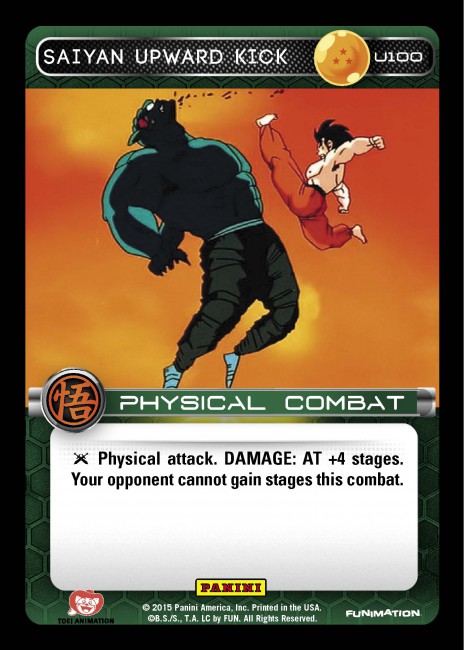 SAIYAN UPWARD KICK
U100
悟
PHYSICAL COMBAT
Physical attack. DAMAGE: AT +4 stages.
Your opponent cannot gain stages this combat.
PANINI
TOEI ANIMATION
© 2015 Panini America, Inc. Printed in the USA.
©B.S./S., T.A. LC by FUN. All Rights Reserved.
FUNIMATION